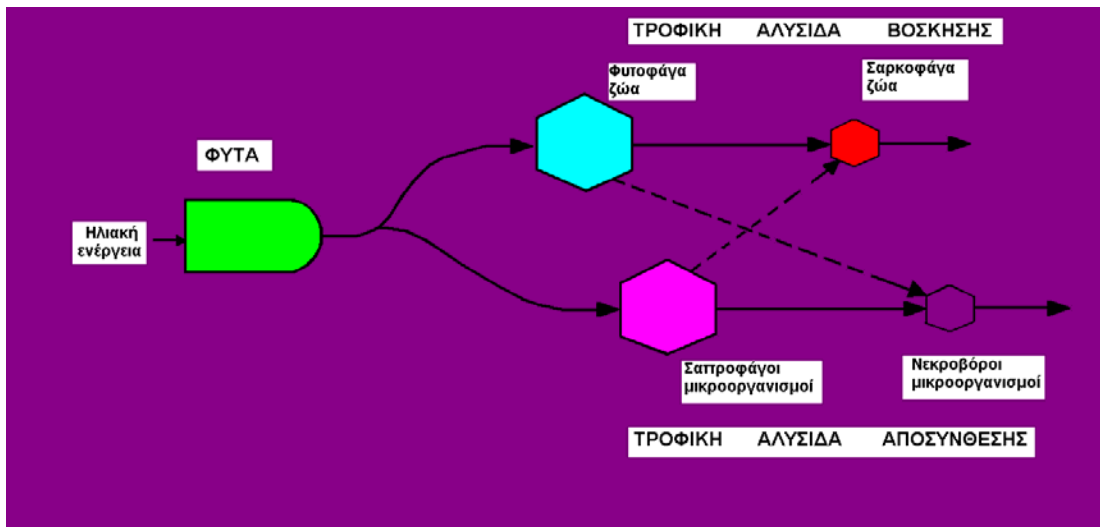 ΤΡΟΦΙΚΗ ΑΛΥΣΙΔΑ ΒΟΣΚΗΣΗΣ
Φυτοφάγα
ζώα
Σαρκοφάγα
ζώα
ΦΥΤΑ
Ηλιακή
ενέργεια
Σαπροφάγοι
μικροοργανισμοί
Νεκροβόροι
μικροοργανισμοί
ΤΡΟΦΙΚΗ ΑΛΥΣΙΔΑ ΑΠΟΣΥΝΘΕΣΗΣ